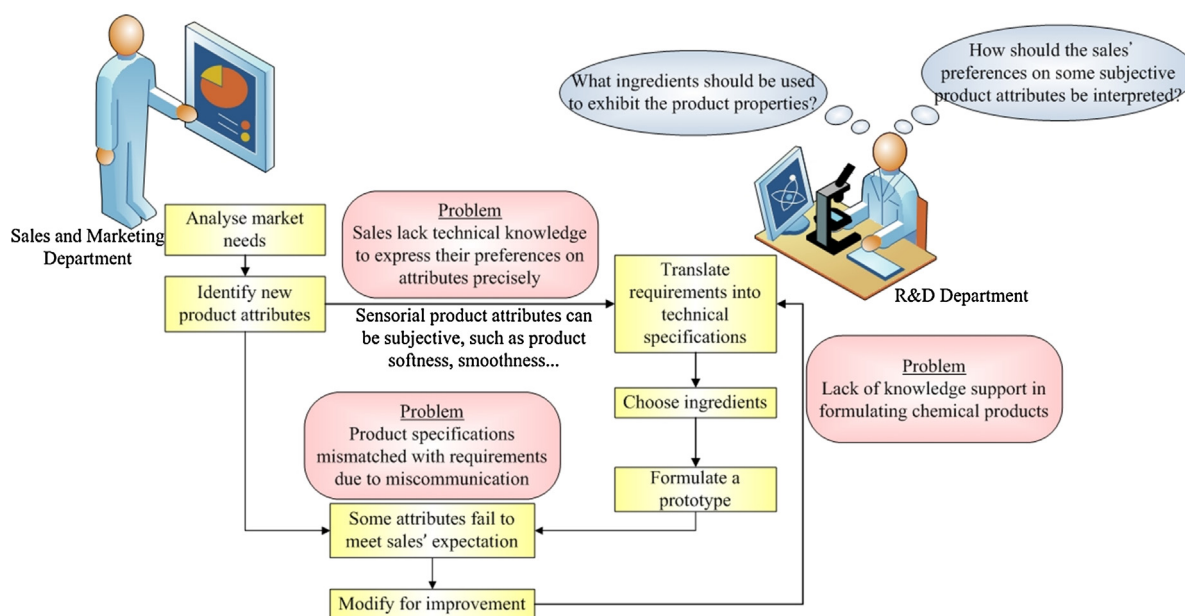 What ingredients should be used
to exhibit the product properties?
How should the sales'
preferences on some subjective
product attributes be interpreted?
Sales and Marketing
Department
Analyse market
needs
Identify new
product attributes
Problem
Sales lack technical knowledge
to express their preferences on
attributes precisely
Sensorial product attributes can
be subjective, such as product
softness, smoothness...
Translate
requirements into
technical
specifications
R&D Department
Problem
Lack of knowledge support in
formulating chemical products
Choose ingredients
Problem
Product specifications
mismatched with requirements
due to miscommunication
Formulate a
prototype
Some attributes fail to
meet sales' expectation
Modify for improvement